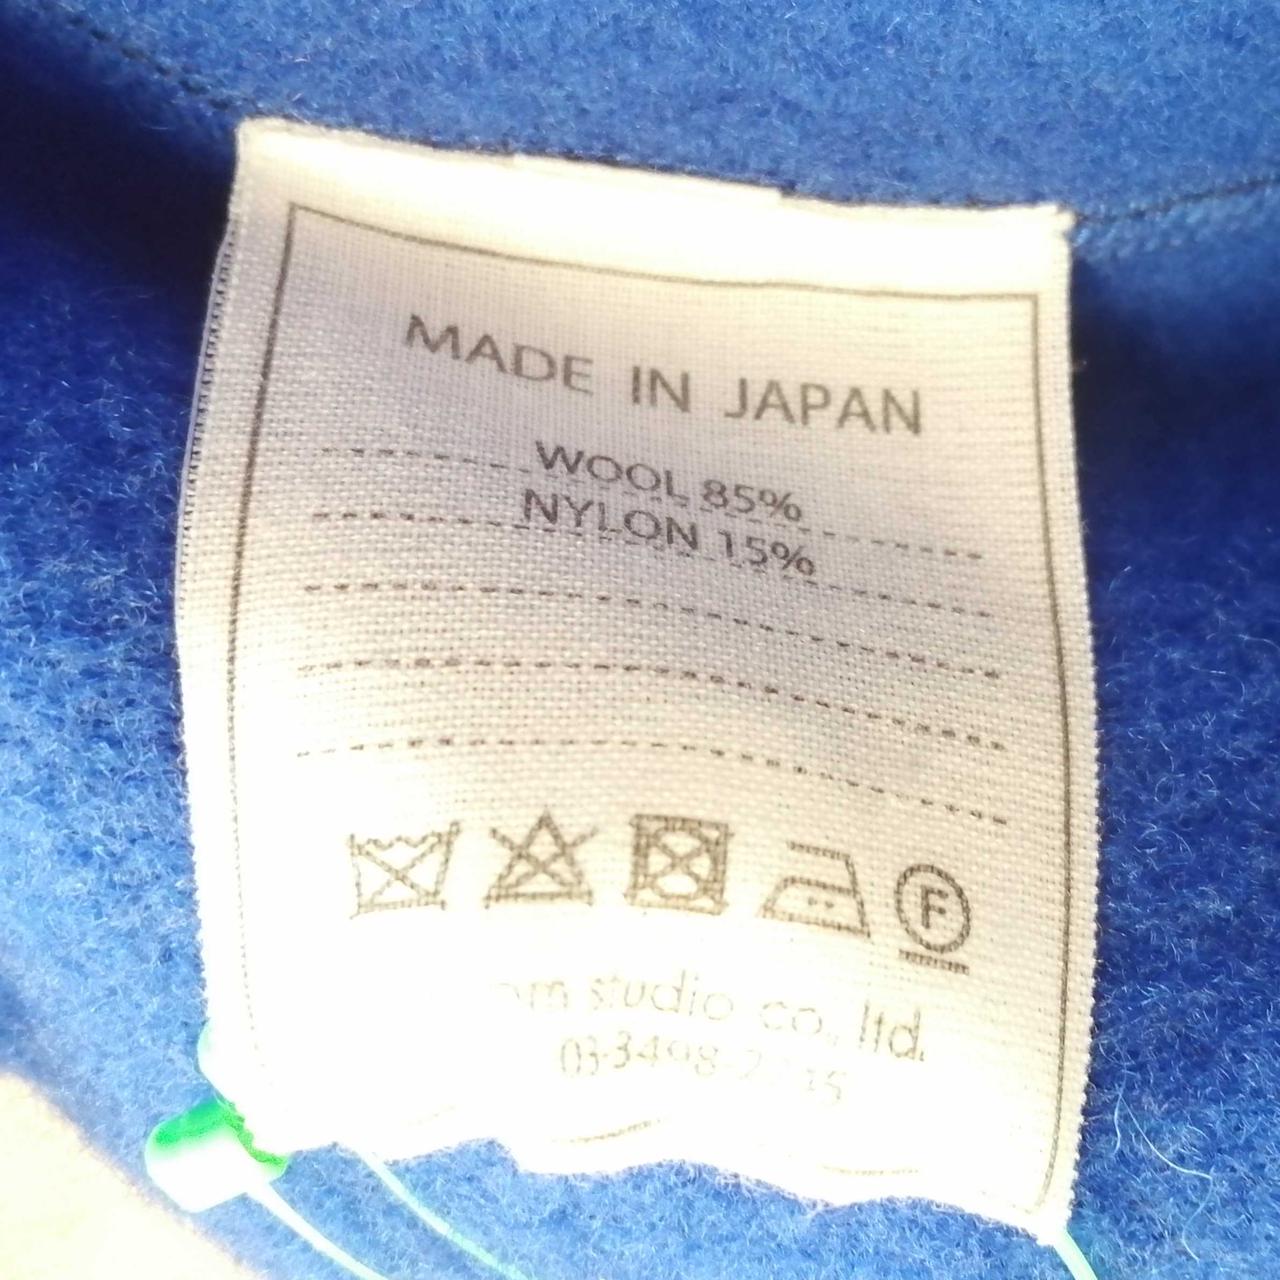 MADE IN JAPAN
WOOL 85%
NYLON 15%
F
studio co., ltd.